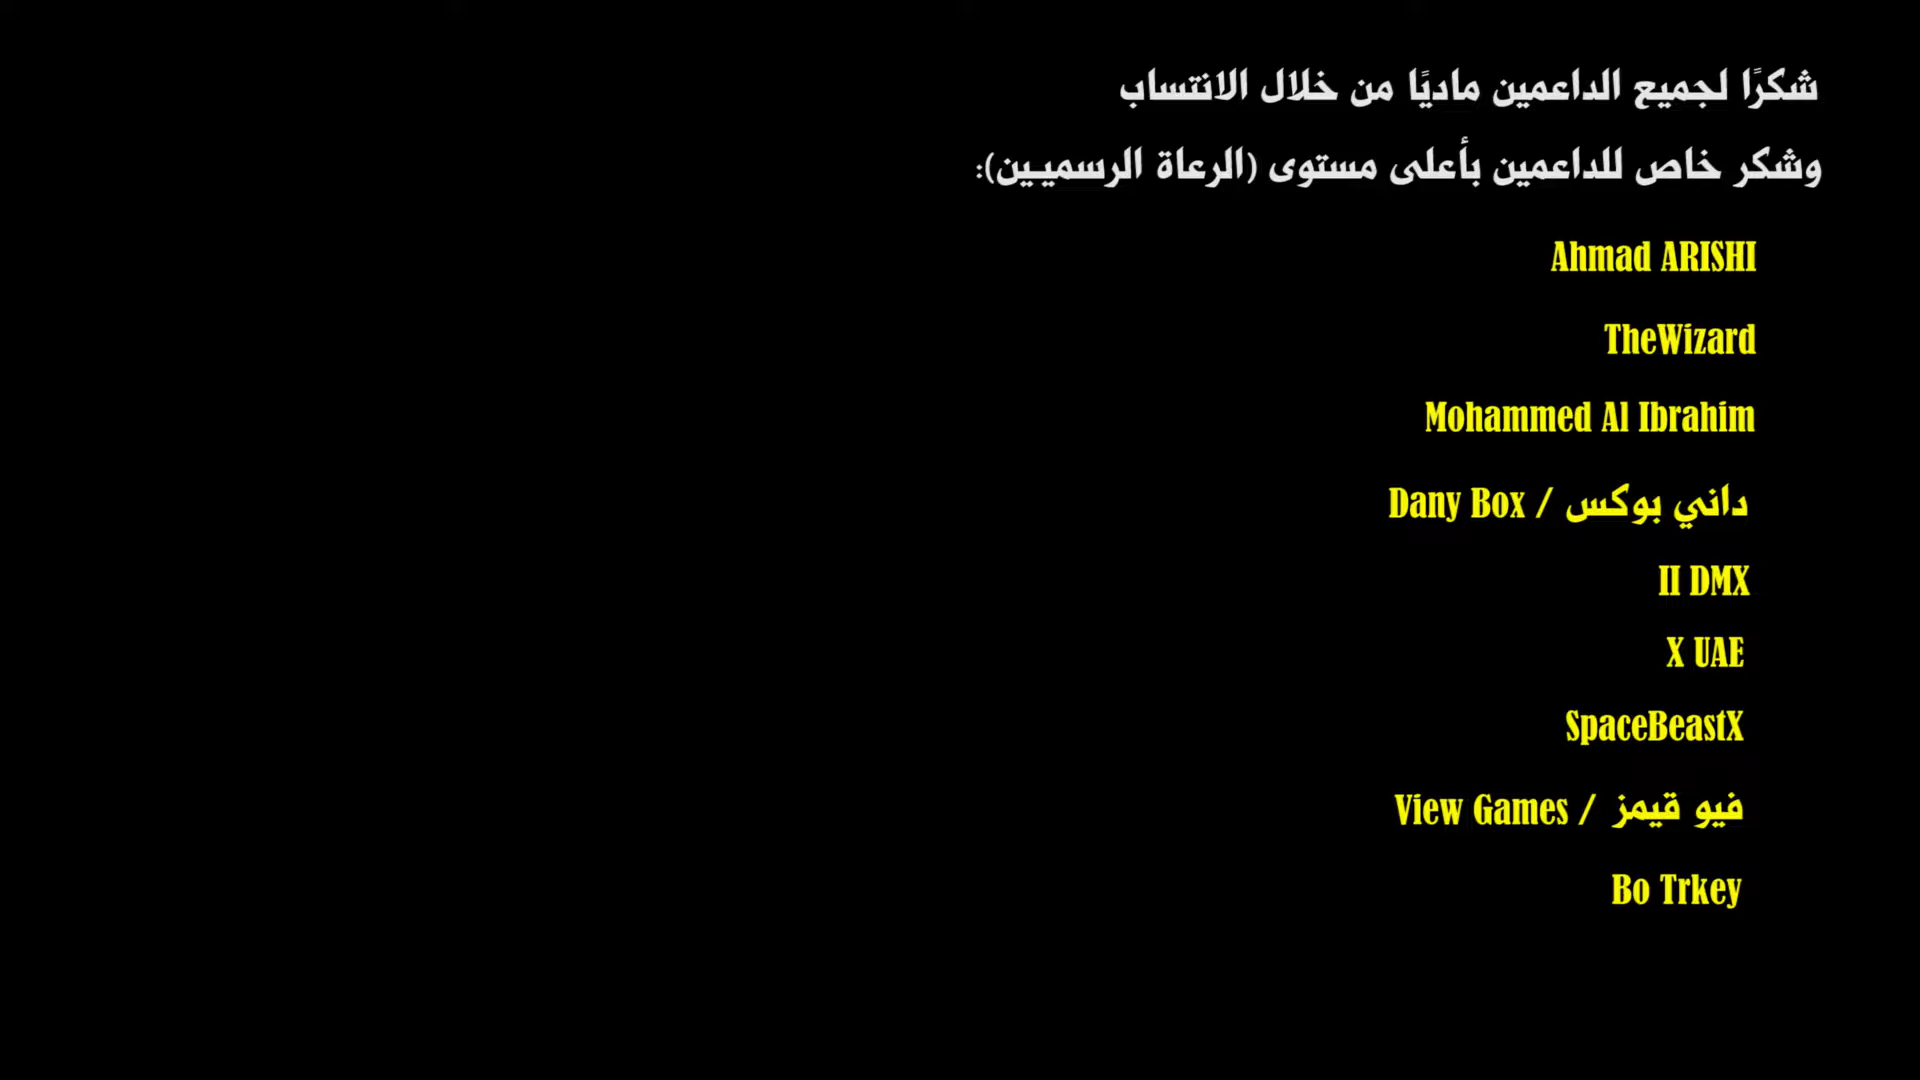 شكرًا لجميع الداعمين ماديًا من خلال الانتساب
وشكر خاص للداعمين بأعلى مستوى (الرعاة الرسميـين):
Ahmad ARISHI
TheWizard
Mohammed Al Ibrahim
Dany Box / داني بوكس
II DMX
X UAE
SpaceBeastX
View Games / فيو قيمز
Bo Trkey